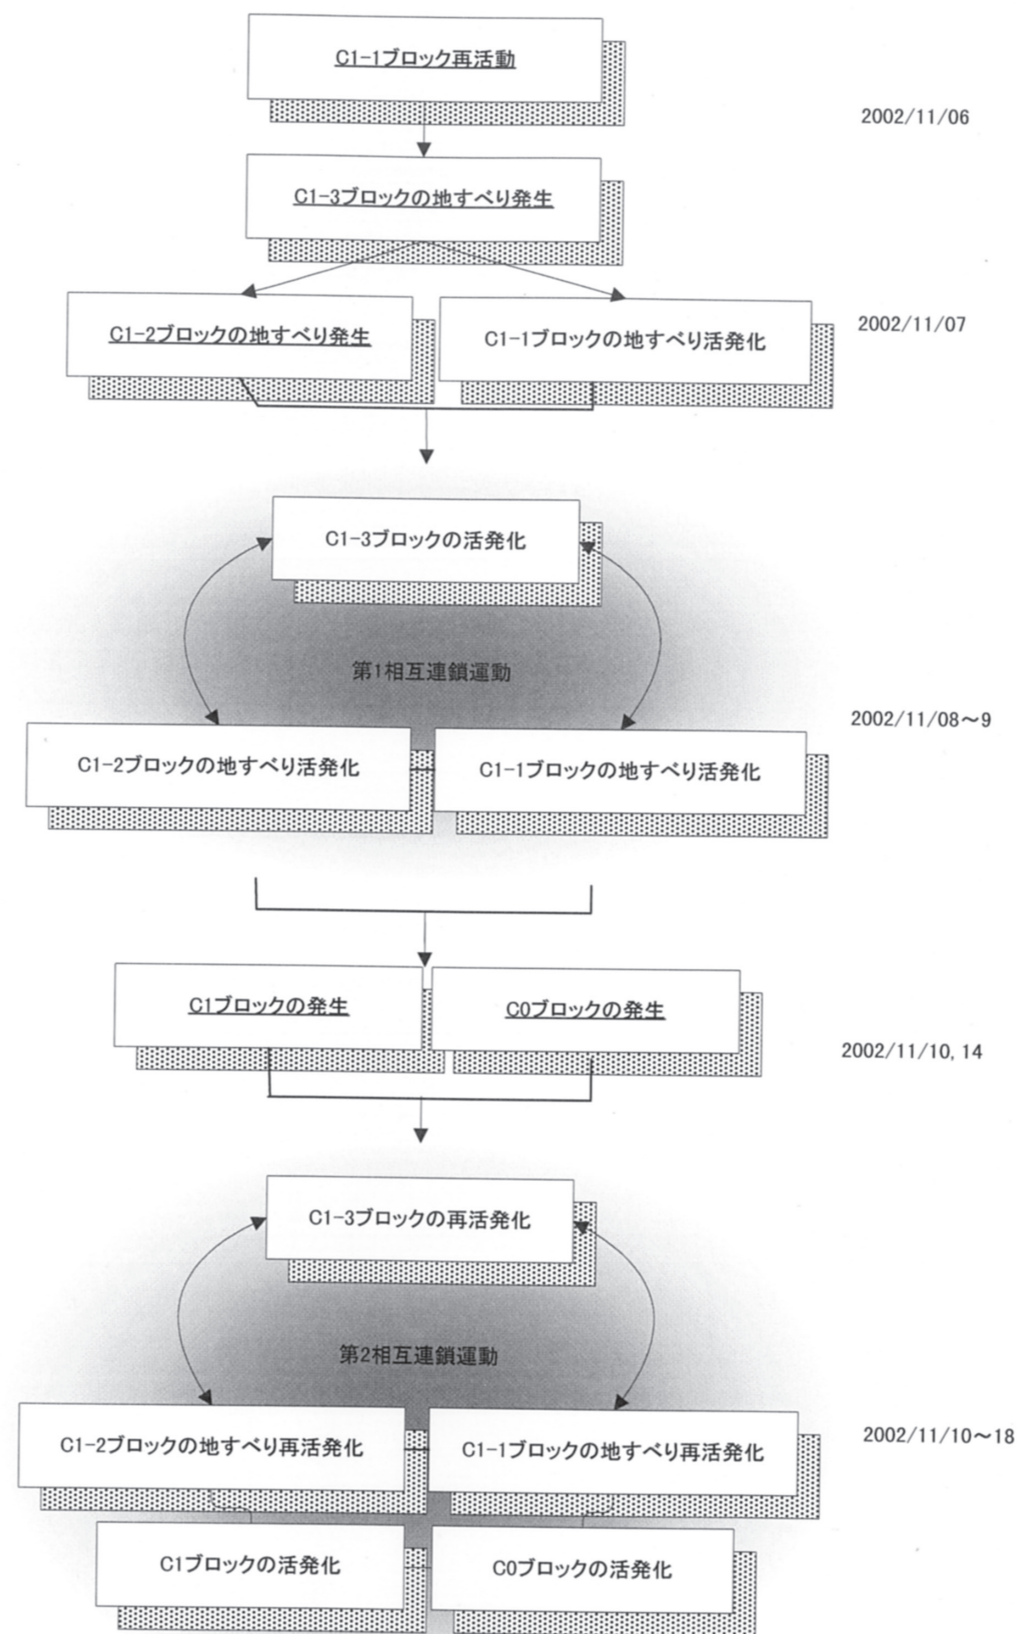 C1-1ブロック再活動
2002/11/06
C1-3ブロックの地すべり発生
C1-2ブロックの地すべり発生
C1-1ブロックの地すべり活発化
2002/11/07
C1-3ブロックの活発化
第1相互連鎖運動
2002/11/08～9
C1-2ブロックの地すべり活発化
C1-1ブロックの地すべり活発化
C1ブロックの発生
C0ブロックの発生
2002/11/10, 14
C1-3ブロックの再活発化
第2相互連鎖運動
C1-2ブロックの地すべり再活発化
C1-1ブロックの地すべり再活発化
2002/11/10～18
C1ブロックの活発化
C0ブロックの活発化